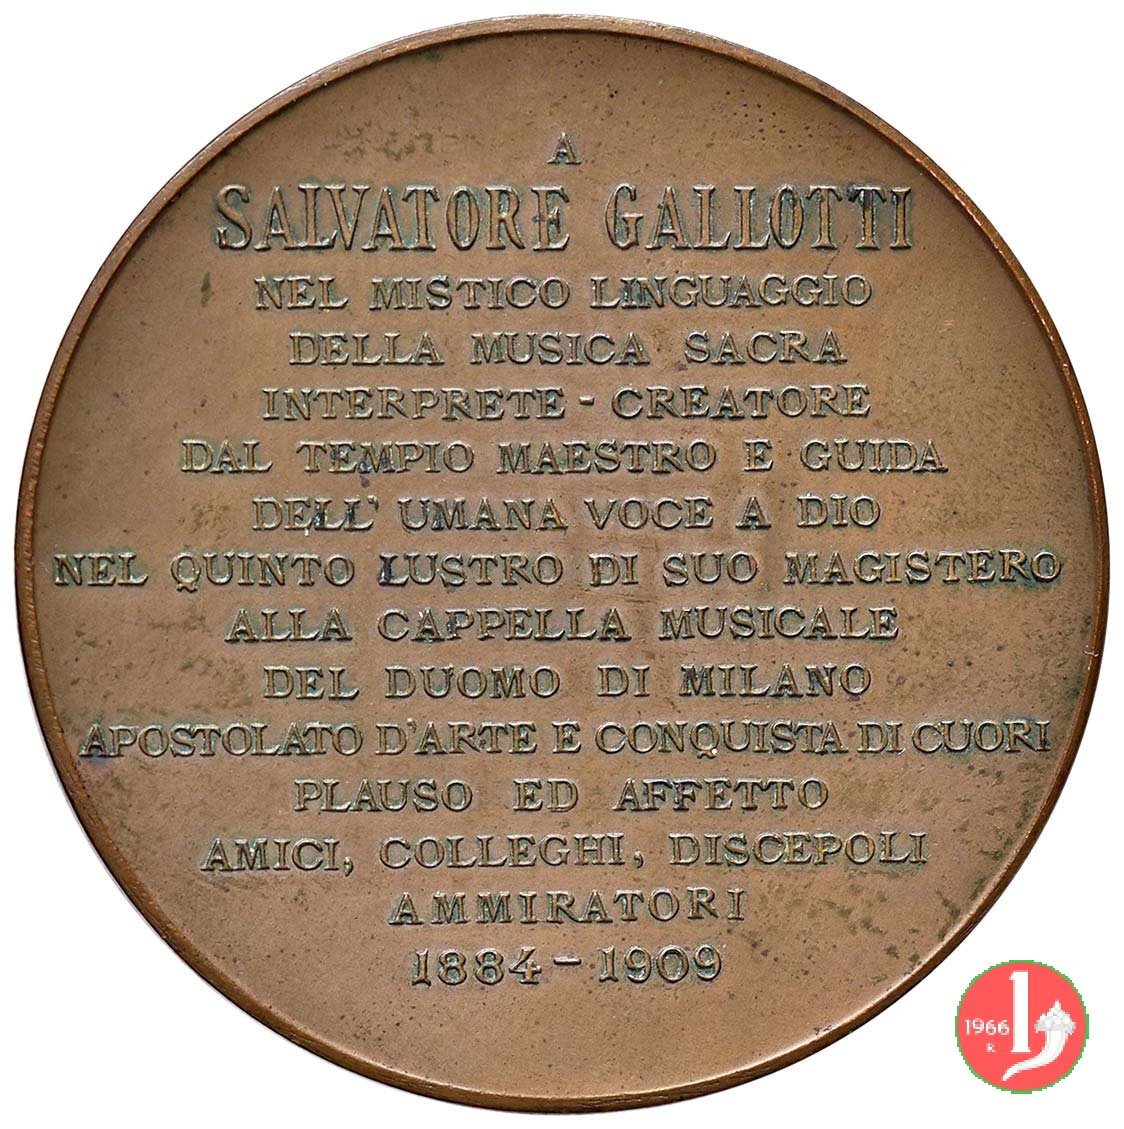 A
SALVATORE GALLOTTI
NEL MISTICO LINGUAGGIO
DELLA MUSICA SACRA
INTERPRETE - CREATORE
DAL TEMPIO MAESTRO E GUIDA
DELL' UMANA VOCE A DIO
NEL QUINTO LUSTRO DI SUO MAGISTERO
ALLA CAPPELLA MUSICALE
DEL DUOMO DI MILANO
APOSTOLATO D'ARTE E CONQUISTA DI CUORI
PLAUSO ED AFFETTO
AMICI, COLLEGHI, DISCEPOLI
AMMIRATORI
1884 - 1909
1966 1
R